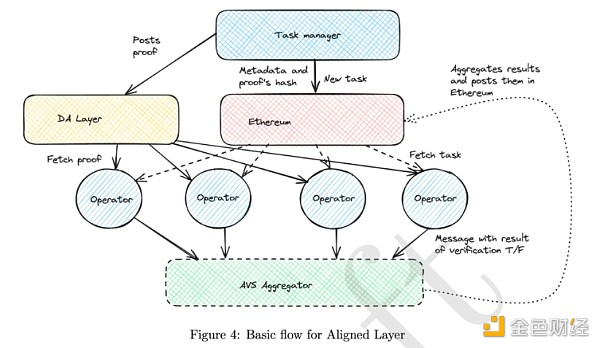 Task manager
Posts
proof
Metadata and
proof's hash
New task
Aggregates results
and posts them in
Ethereum
DA Layer
Ethereum
Fetch proof
Fetch task
Operator
Operator
Operator
Operator
Message with result
of verification T/F
AVS Aggregator
Figure 4: Basic flow for Aligned Layer
金色财经